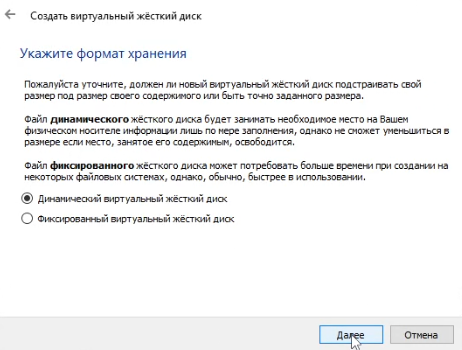 Создать виртуальный жёсткий диск
Укажите формат хранения
Пожалуйста уточните, должен ли новый виртуальный жёсткий диск подстраивать свой
размер под размер своего содержимого или быть точно заданного размера.
Файл динамического жёсткого диска будет занимать необходимое место на Вашем
физическом носителе информации лишь по мере заполнения, однако не сможет уменьшиться в
размере если место, занятое его содержимым, освободится.
Файл фиксированного жёсткого диска может потребовать больше времени при создании на
некоторых файловых системах, однако, обычно, быстрее в использовании.
Динамический виртуальный жёсткий диск
Фиксированный виртуальный жёсткий диск
Далее Отмена